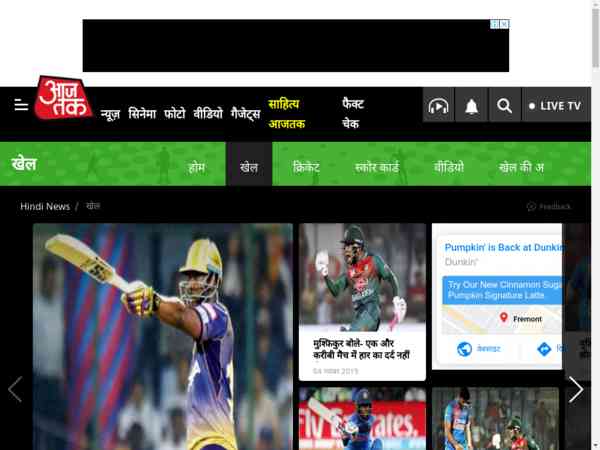 आज
तक
न्यूज़ सिनेमा फोटो वीडियो गैजेट्स
साहित्य
आजतक
फैक्ट
चेक
LIVE TV
खेल
होम खेल क्रिकेट स्कोर कार्ड वीडियो खेल की अ
Hindi News / खेल
Feedback
Pumpkin' is Back at Dunkin
Dunkin'
Try Our New Cinnamon Suga
Pumpkin Signature Latte.
Fremont
वेबसाइट
मुश्फिकुर बोले- एक और
करीबी मैच में हार का दर्द नहीं
04 नवंबर 2019
Emirates